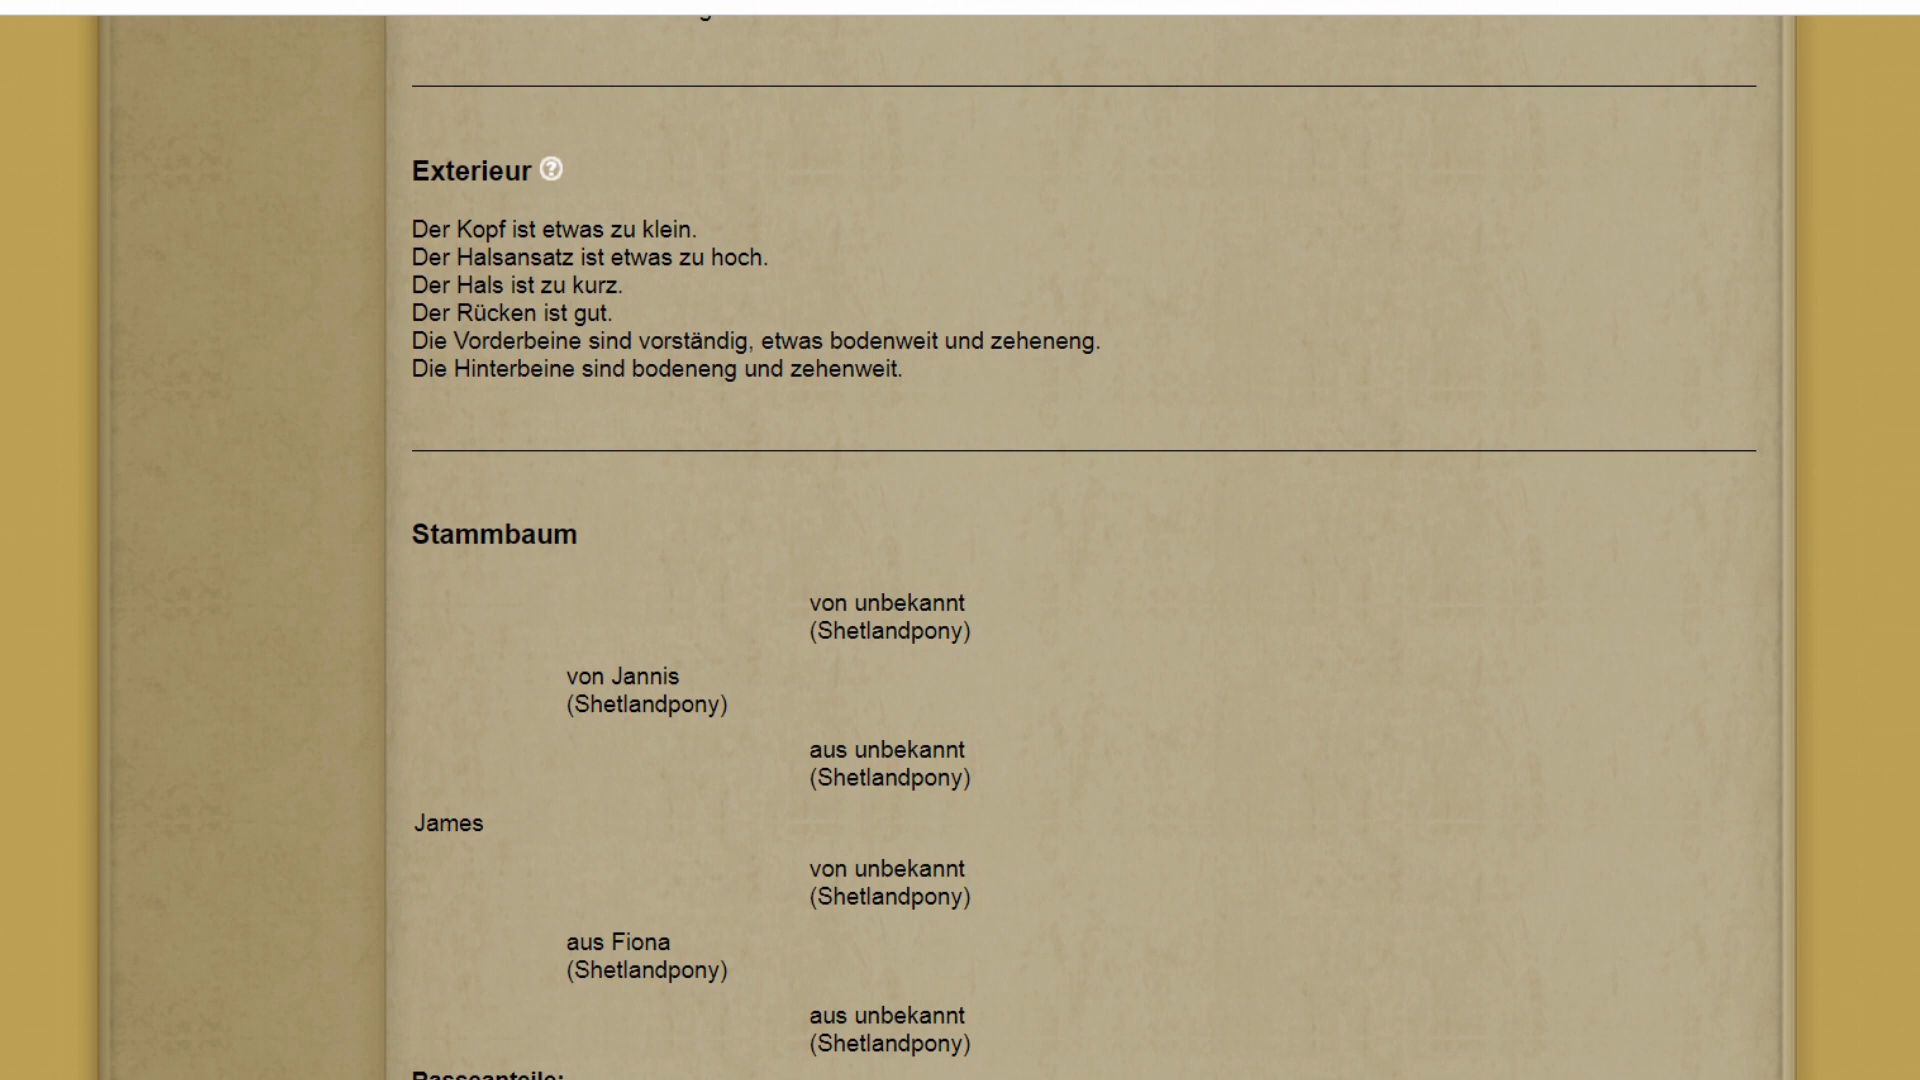 Exterieur
Der Kopf ist etwas zu klein.
Der Halsansatz ist etwas zu hoch.
Der Hals ist zu kurz.
Der Rücken ist gut.
Die Vorderbeine sind vorständig, etwas bodenweit und zeheneng.
Die Hinterbeine sind bodeneng und zehenweit.
Stammbaum
von unbekannt
(Shetlandpony)
von Jannis
(Shetlandpony)
aus unbekannt
(Shetlandpony)
James
von unbekannt
(Shetlandpony)
aus Fiona
(Shetlandpony)
aus unbekannt
(Shetlandpony)
Rasseanteile: